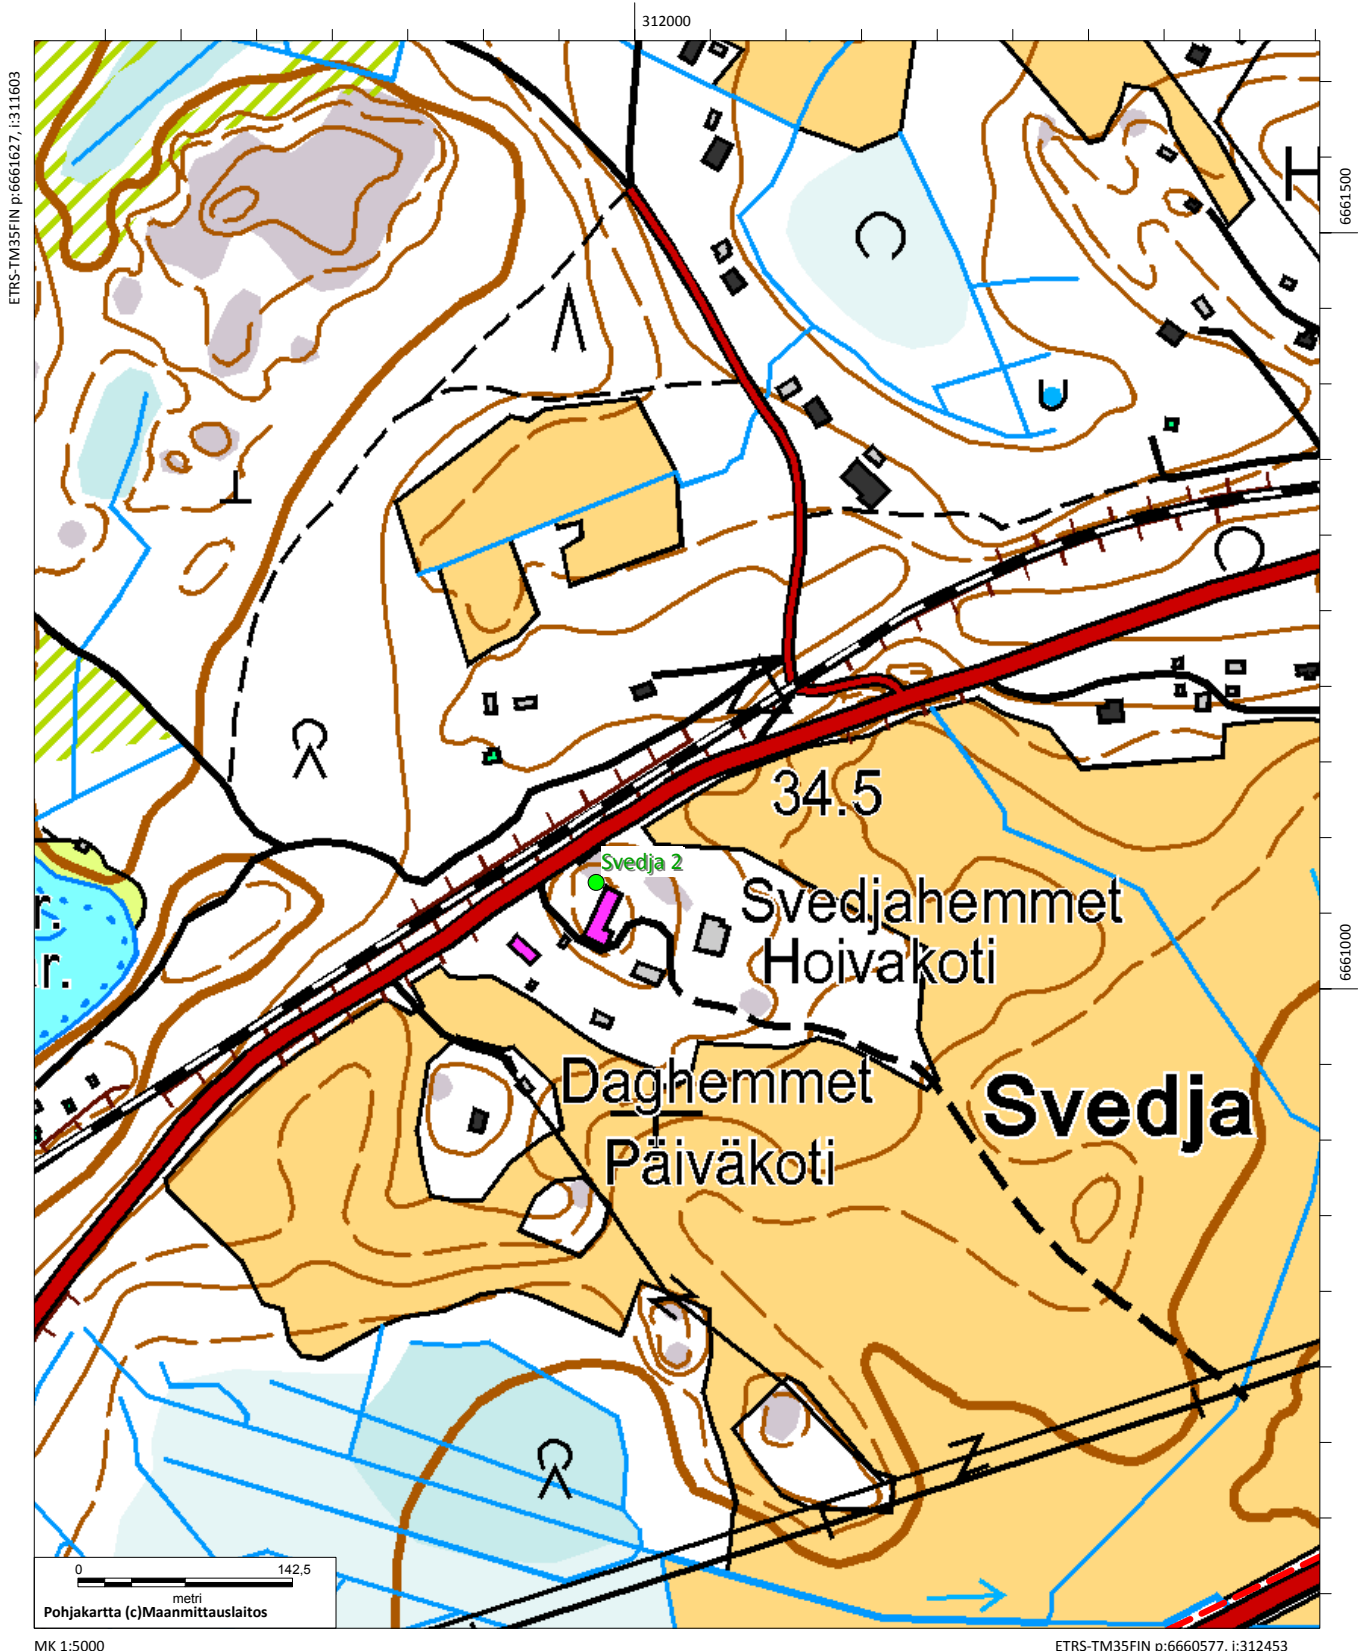 312000
ETRS-TM35FIN p:6661627, i:311603
6661500
34.5
Svedja 2
Svedjahemmet
Hoivakoti
6661000
r.
r.
Daghemmet
Päiväkoti
Svedja
0 142,5
metri
Pohjakartta (c)Maanmittauslaitos
MK 1:5000
ETRS-TM35FIN p:6660577, i:312453